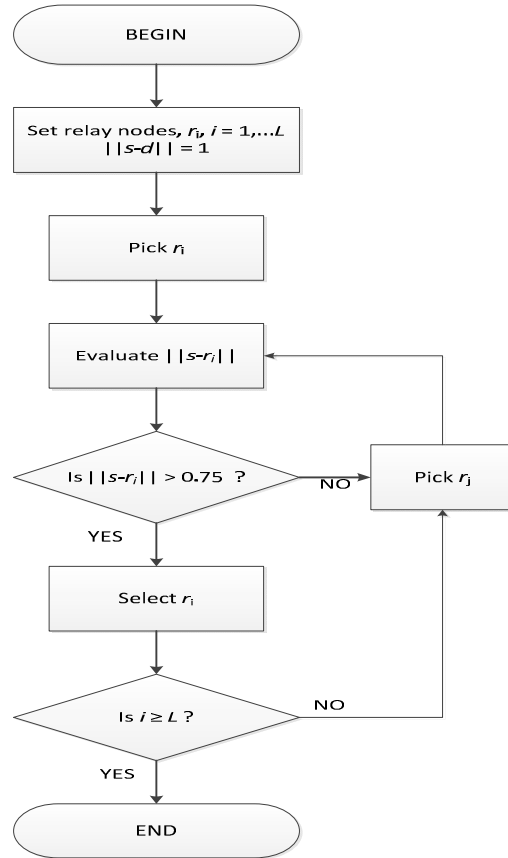 BEGIN
Set relay nodes, rᵢ, i = 1,...L
||s-d|| = 1
Pick rᵢ
Evaluate ||s-rᵢ||
Is ||s-rᵢ|| > 0.75 ?
NO
Pick rⱼ
YES
Select rᵢ
Is i ≥ L ?
NO
YES
END